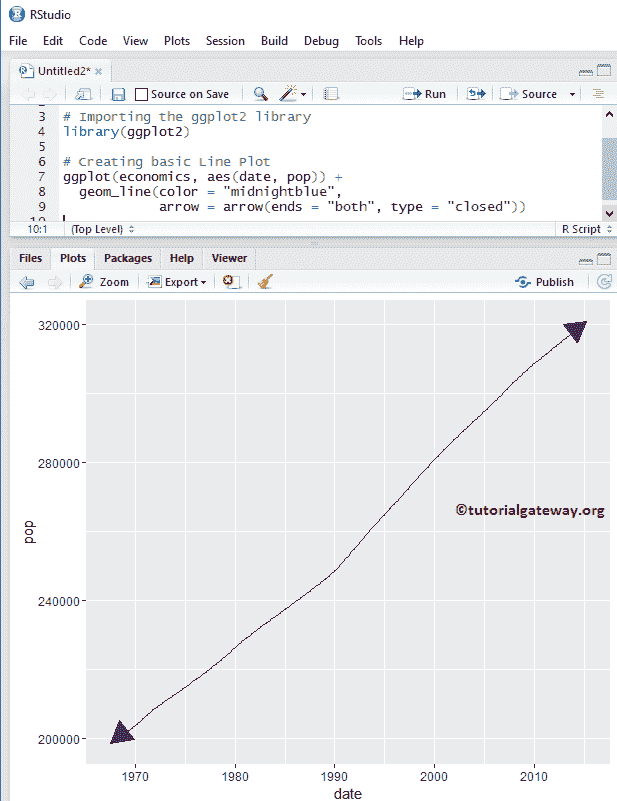 RStudio
File Edit Code View Plots Session Build Debug Tools Help
Untitled2*
Source on Save Run Source
3 # Importing the ggplot2 library
4 library(ggplot2)
5
6 # Creating basic Line Plot
7 ggplot(economics, aes(date, pop)) +
8 geom_line(color = "midnightblue",
9 arrow = arrow(ends = "both", type = "closed"))
10:1 (Top Level) R Script
Files Plots Packages Help Viewer
Zoom Export Publish
320000
280000
©tutorialgateway.org
pop
240000
200000
1970 1980 1990 2000 2010
date